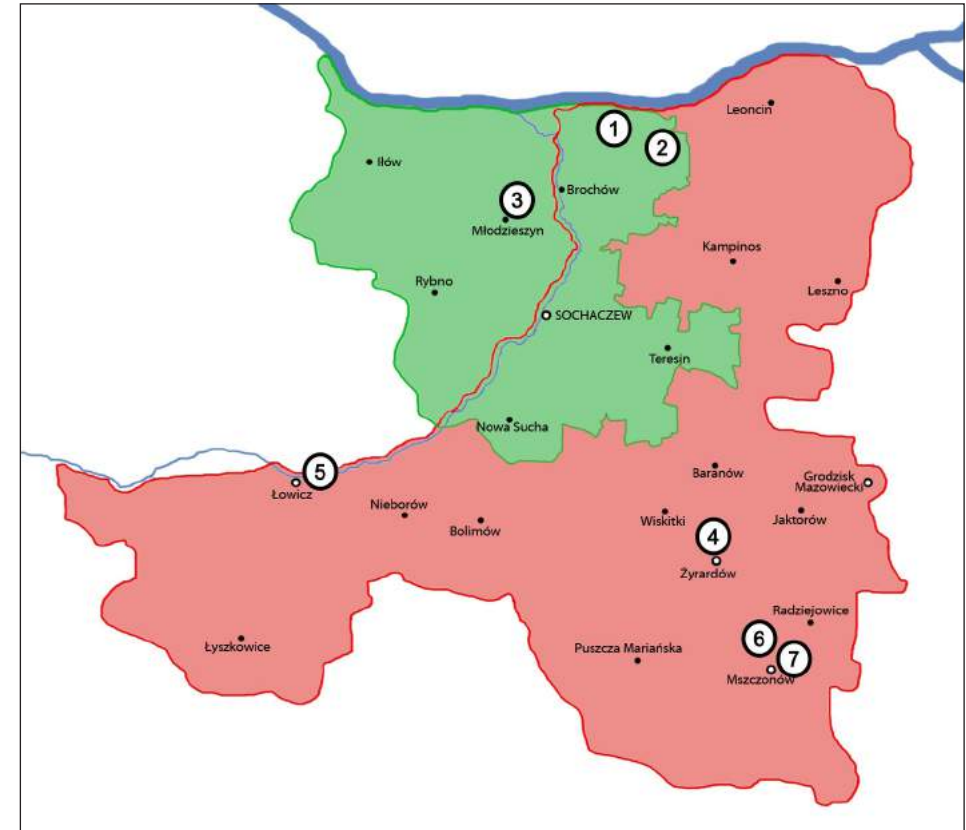 Leoncin
1
2
Iłów
Brochów
3
Młodzieszyn
Kampinos
Rybno
Leszno
SOCHACZEW
Teresin
Nowa Sucha
Baranów
5
Łowicz
Grodzisk
Mazowiecki
Nieborów
Bolimów
Wiskitki
Jaktorów
4
Żyrardów
Radziejowice
Łyszkowice
6
Puszcza Mariańska
7
Mszczonów